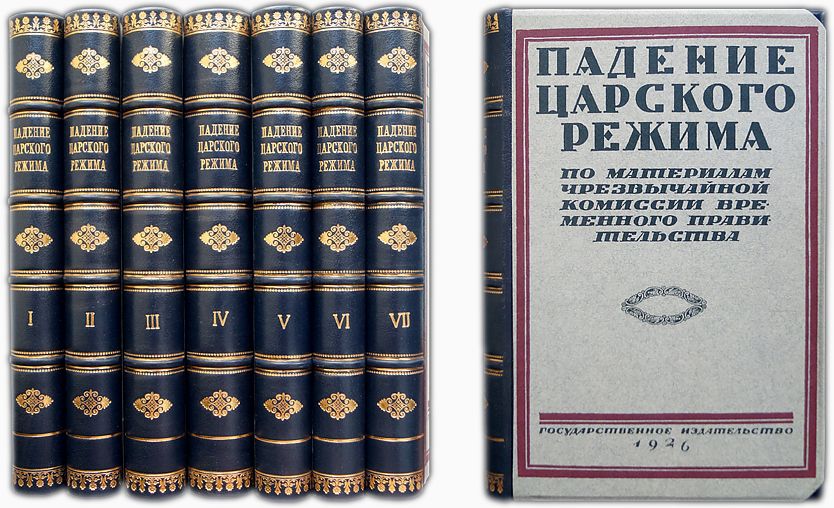 ПАДЕНИЕ
ЦАРСКОГО
РЕЖИМА
I
ПАДЕНИЕ
ЦАРСКОГО
РЕЖИМА
II
ПАДЕНИЕ
ЦАРСКОГО
РЕЖИМА
III
ПАДЕНИЕ
ЦАРСКОГО
РЕЖИМА
IV
ПАДЕНИЕ
ЦАРСКОГО
РЕЖИМА
V
ПАДЕНИЕ
ЦАРСКОГО
РЕЖИМА
VI
ПАДЕНИЕ
ЦАРСКОГО
РЕЖИМА
VII
ПАДЕНИЕ
ЦАРСКОГО
РЕЖИМА
ПО МАТЕРИАЛАМ
ЧРЕЗВЫЧАЙНОЙ
КОМИССИИ ВРЕ-
МЕННОГО ПРАВИ-
ТЕЛЬСТВА
ГОСУДАРСТВЕННОЕ ИЗДАТЕЛЬСТВО
1926